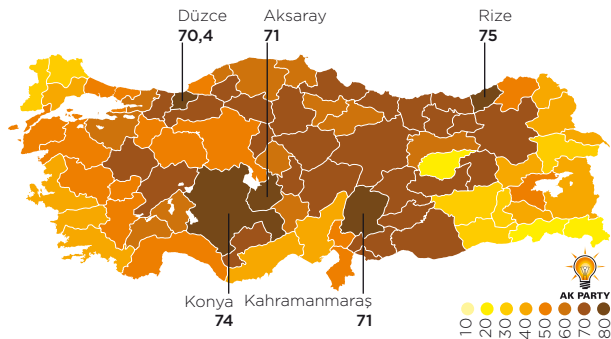 Düzce
70,4
Aksaray
71
Rize
75
Konya
74
Kahramanmaraş
71
AK PARTY
10 20 30 40 50 60 70 80